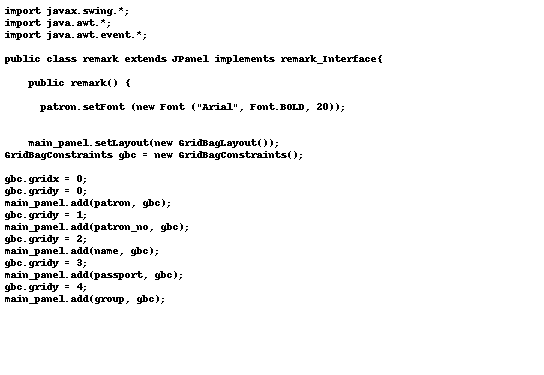 import javax.swing.*;
import java.awt.*;
import java.awt.event.*;
public class remark extends JPanel implements remark_Interface{
public remark() {
patron.setFont (new Font ("Arial", Font.BOLD, 20));
main_panel.setLayout(new GridBagLayout());
GridBagConstraints gbc = new GridBagConstraints();
gbc.gridx = 0;
gbc.gridy = 0;
main_panel.add(patron, gbc);
gbc.gridy = 1;
main_panel.add(patron_no, gbc);
gbc.gridy = 2;
main_panel.add(name, gbc);
gbc.gridy = 3;
main_panel.add(passport, gbc);
gbc.gridy = 4;
main_panel.add(group, gbc);